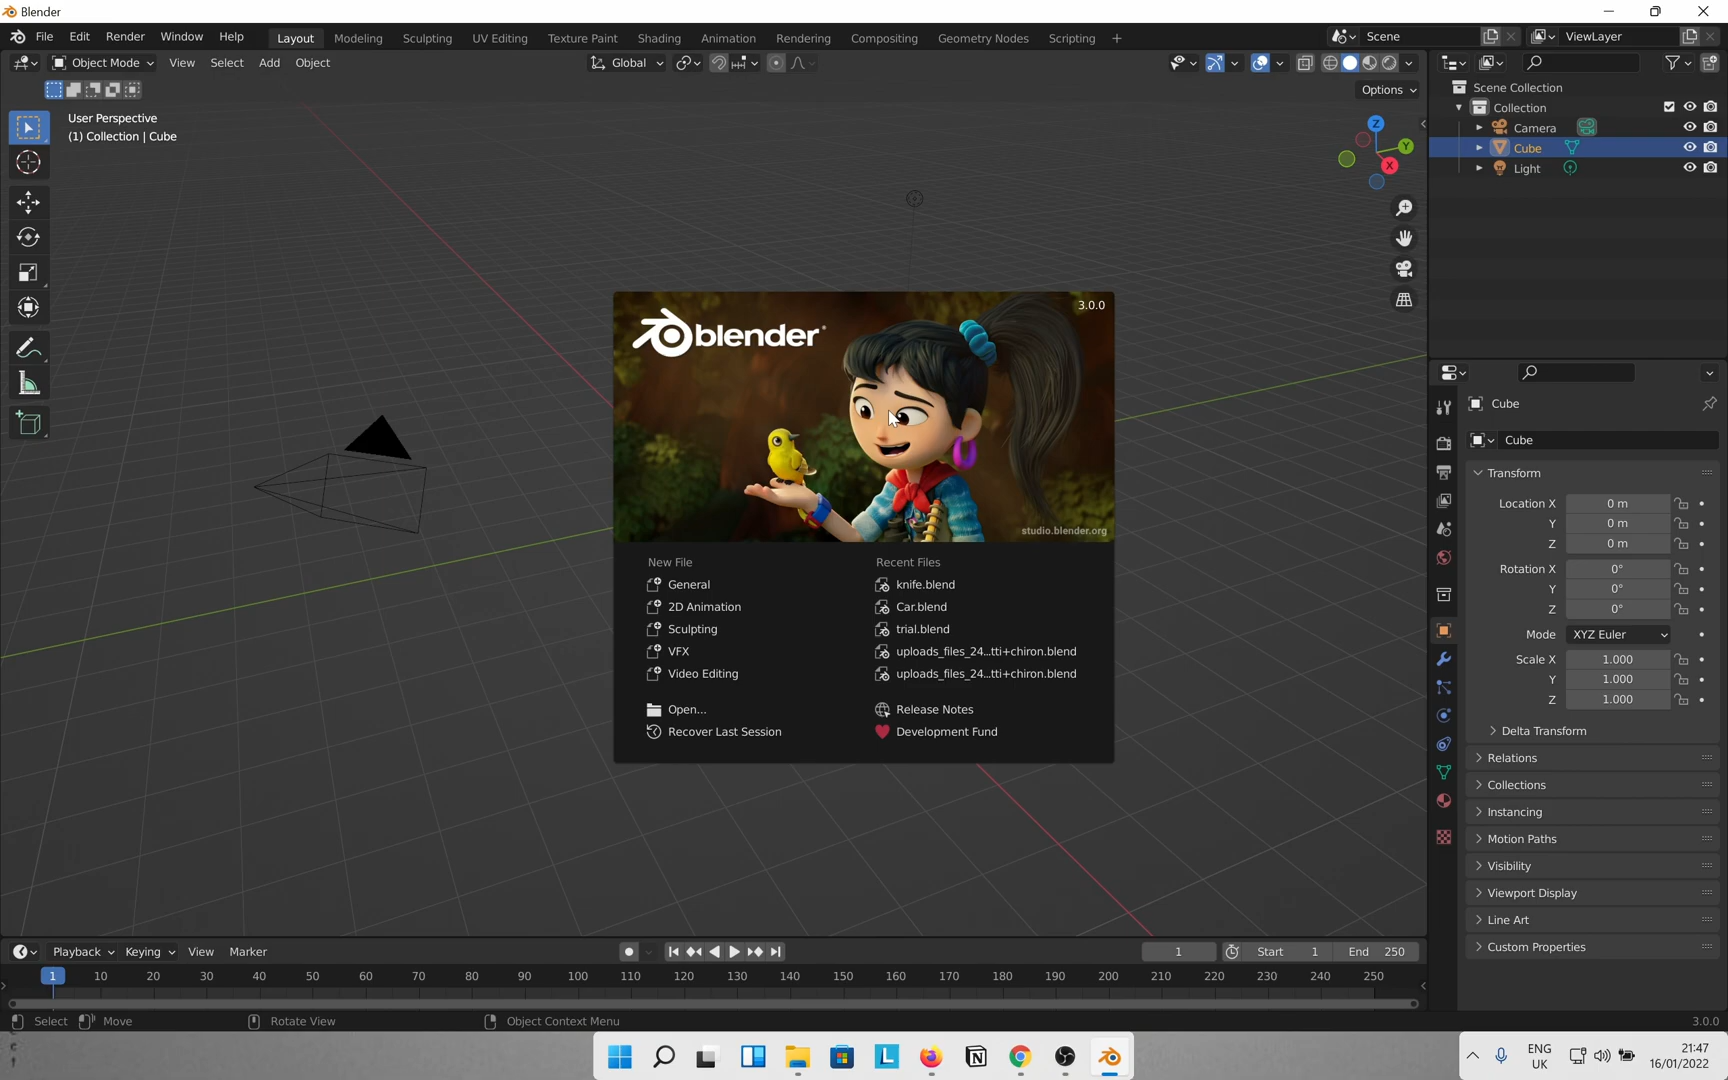 Blender
File Edit Render Window Help Layout Modeling Sculpting UV Editing Texture Paint Shading Animation Rendering Compositing Geometry Nodes Scripting + Scene ViewLayer
Object Mode View Select Add Object Global
Options
User Perspective
(1) Collection | Cube
Z
Y
X
Scene Collection
Collection
Camera
Cube
Light
blender
3.0.0
studio.blender.org
New File
General
2D Animation
Sculpting
VFX
Video Editing
Open...
Recover Last Session
Recent Files
knife.blend
Car.blend
trial.blend
uploads_files_24...tti+chiron.blend
uploads_files_24...tti+chiron.blend
Release Notes
Development Fund
Cube
Cube
Transform
Location X 0 m
Y 0 m
Z 0 m
Rotation X 0°
Y 0°
Z 0°
Mode XYZ Euler
Scale X 1.000
Y 1.000
Z 1.000
Delta Transform
Relations
Collections
Instancing
Motion Paths
Visibility
Viewport Display
Line Art
Custom Properties
Playback Keying View Marker 1 Start 1 End 250
1 10 20 30 40 50 60 70 80 90 100 110 120 130 140 150 160 170 180 190 200 210 220 230 240 250
Select Move Rotate View Object Context Menu 3.0.0
ENG
UK
21:47
16/01/2022